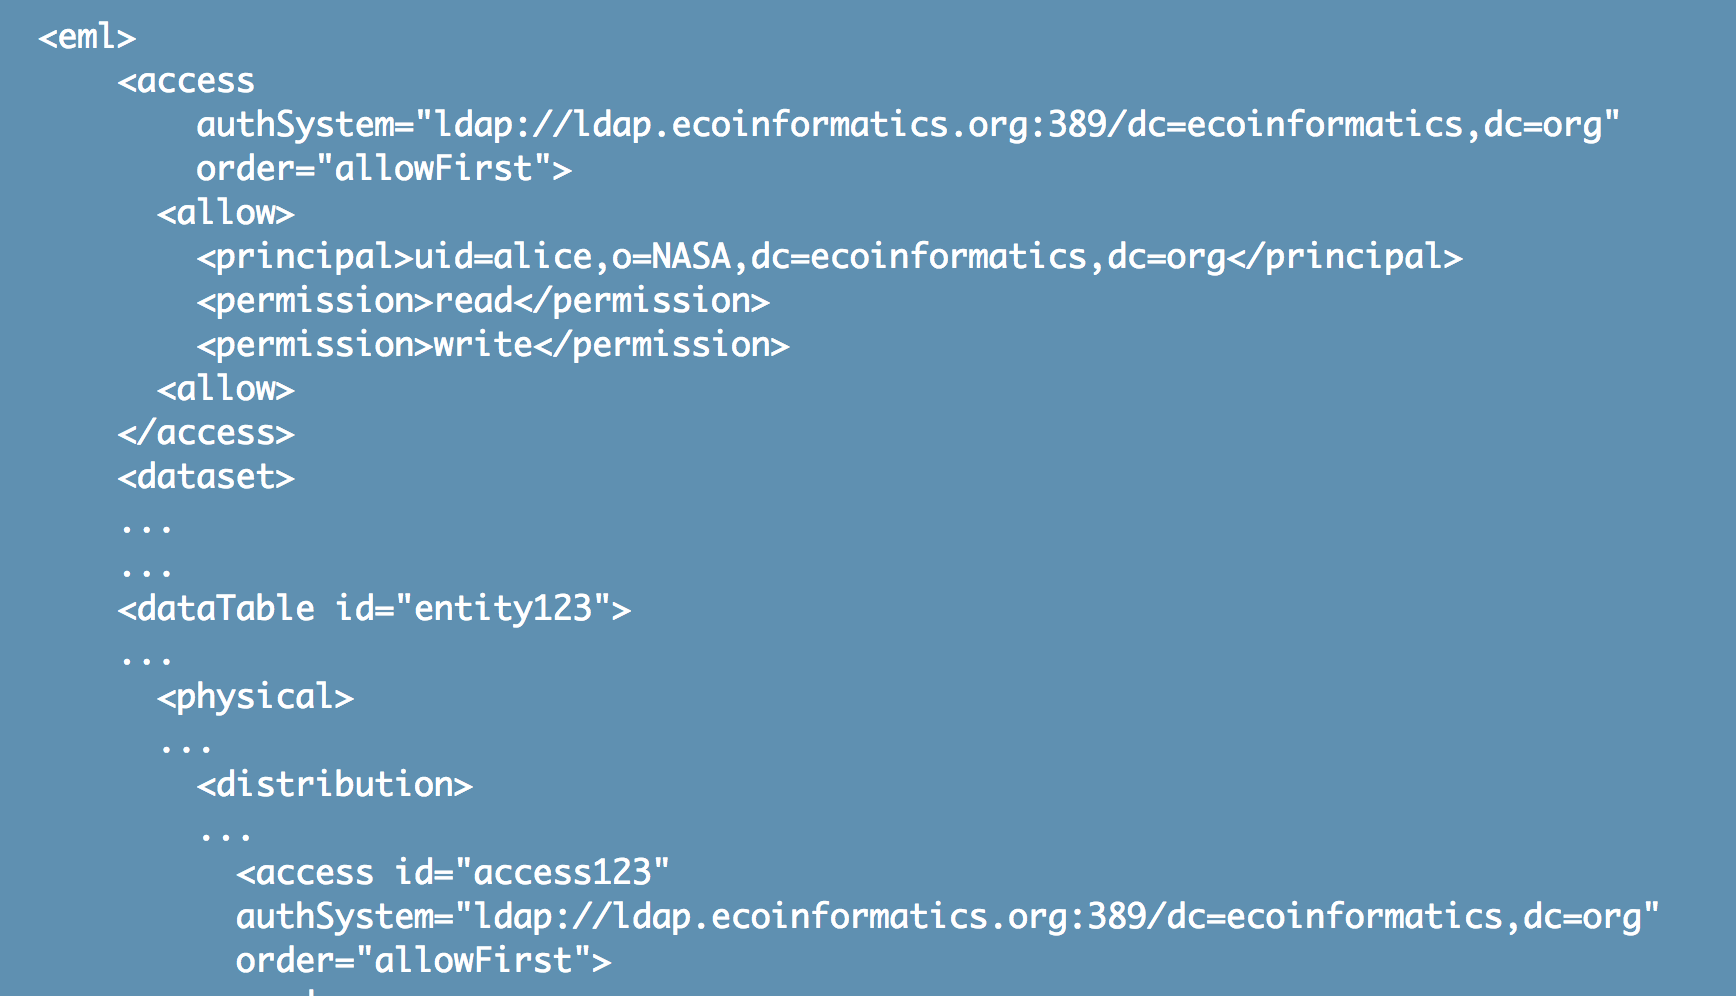 <eml>
<access
authSystem="ldap://ldap.ecoinformatics.org:389/dc=ecoinformatics,dc=org"
order="allowFirst">
<allow>
<principal>uid=alice,o=NASA,dc=ecoinformatics,dc=org</principal>
<permission>read</permission>
<permission>write</permission>
<allow>
</access>
<dataset>
...
...
<dataTable id="entity123">
...
<physical>
...
<distribution>
...
<access id="access123"
authSystem="ldap://ldap.ecoinformatics.org:389/dc=ecoinformatics,dc=org"
order="allowFirst">